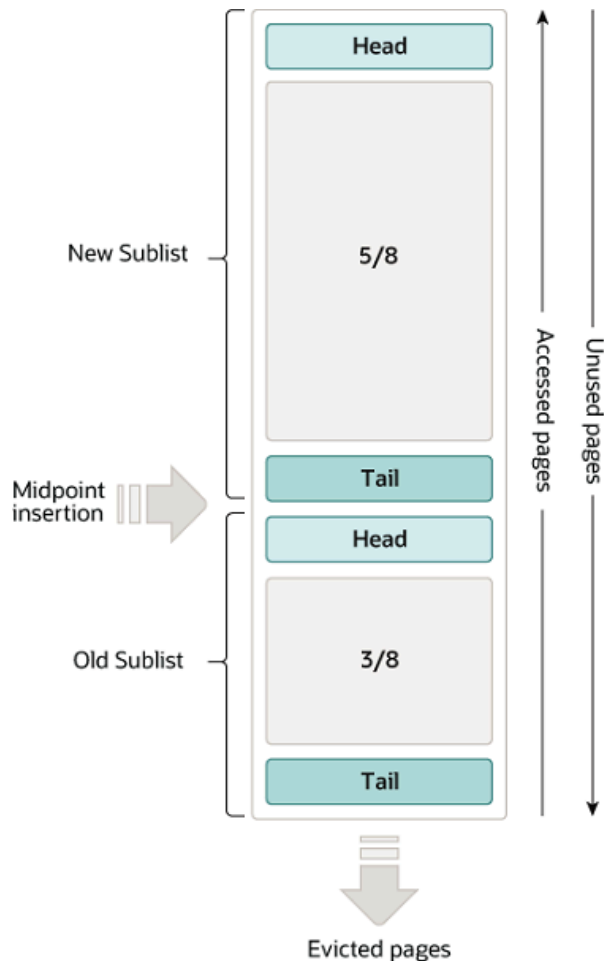 Head
New Sublist
5/8
Accessed pages
Unused pages
Tail
Midpoint
insertion
Head
Old Sublist
3/8
Tail
Evicted pages